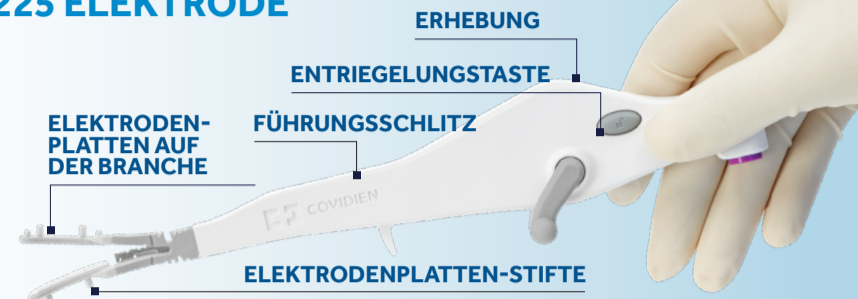 225 ELEKTRODE
ERHEBUNG
ENTRIEGELUNGSTASTE
ELEKTRODEN-
PLATTEN AUF
DER BRANCHE
FÜHRUNGSSCHLITZ
COVIDIEN
ELEKTRODENPLATTEN-STIFTE